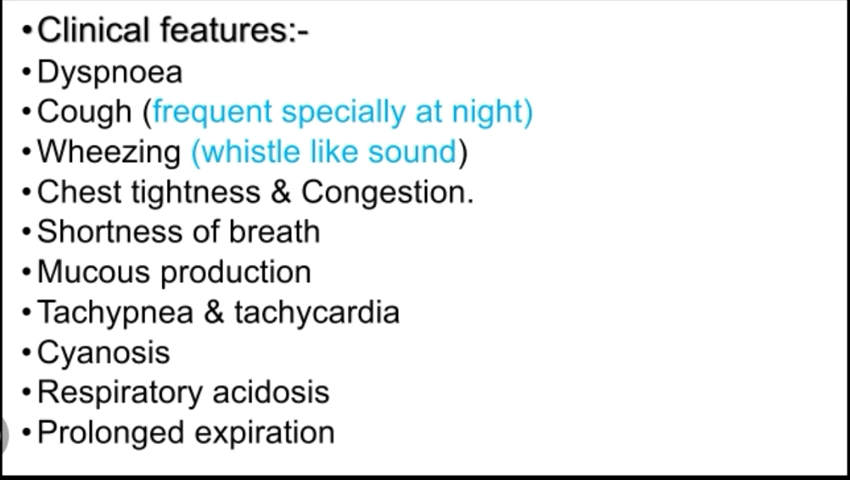 •Clinical features:-
•Dyspnoea
•Cough (frequent specially at night)
•Wheezing (whistle like sound)
•Chest tightness & Congestion.
•Shortness of breath
•Mucous production
•Tachypnea & tachycardia
•Cyanosis
•Respiratory acidosis
•Prolonged expiration